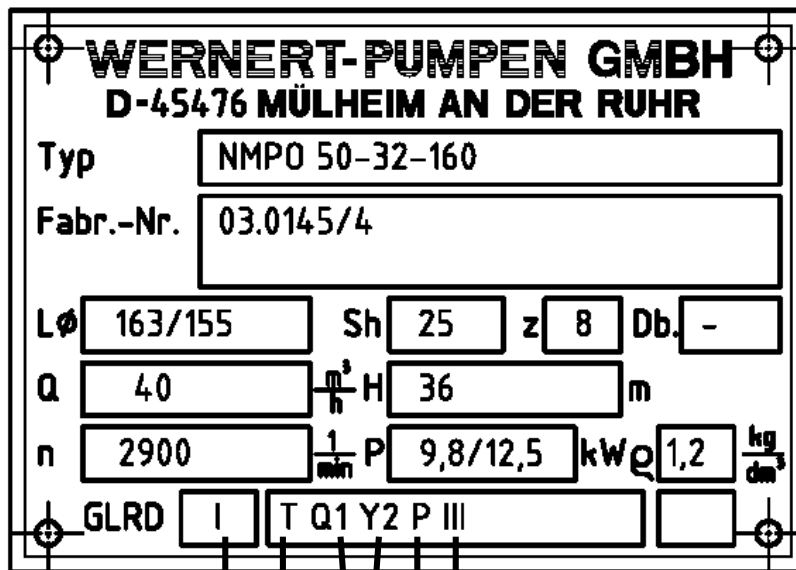 WERNERT-PUMPEN GMBH
D-45476 MÜLHEIM AN DER RUHR
Typ NMPO 50-32-160
Fabr.-Nr. 03.0145/4
LØ 163/155 Sh 25 z 8 Db. -
Q 40 m³/h H 36 m
n 2900 1/min P 9,8/12,5 kW ϱ 1,2 kg/dm³
GLRD I T Q1 Y2 P III